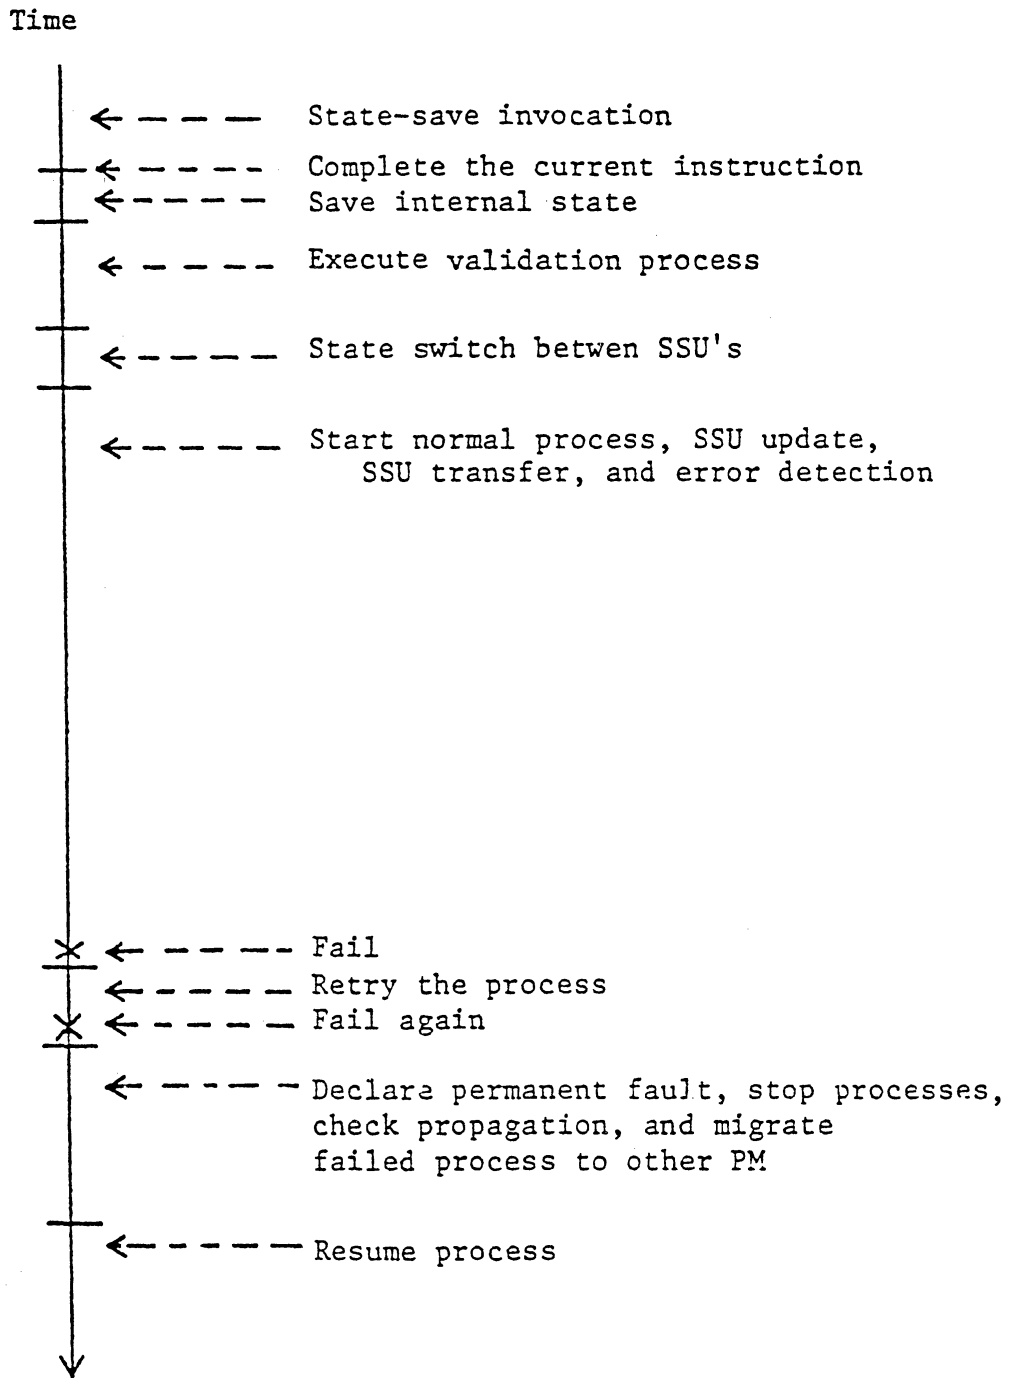 Time
State-save invocation
Complete the current instruction
Save internal state
Execute validation process
State switch betwen SSU's
Start normal process, SSU update,
SSU transfer, and error detection
Fail
Retry the process
Fail again
Declare permanent fault, stop processes,
check propagation, and migrate
failed process to other PM
Resume process